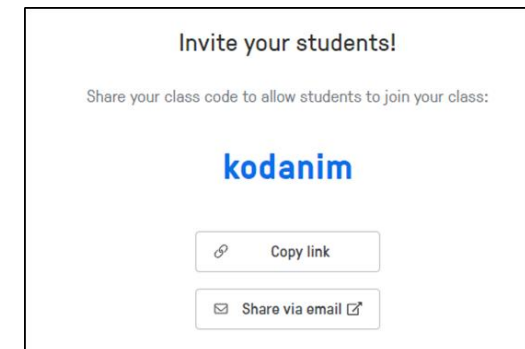 Invite your students!
Share your class code to allow students to join your class:
kodanim
Copy link
Share via email